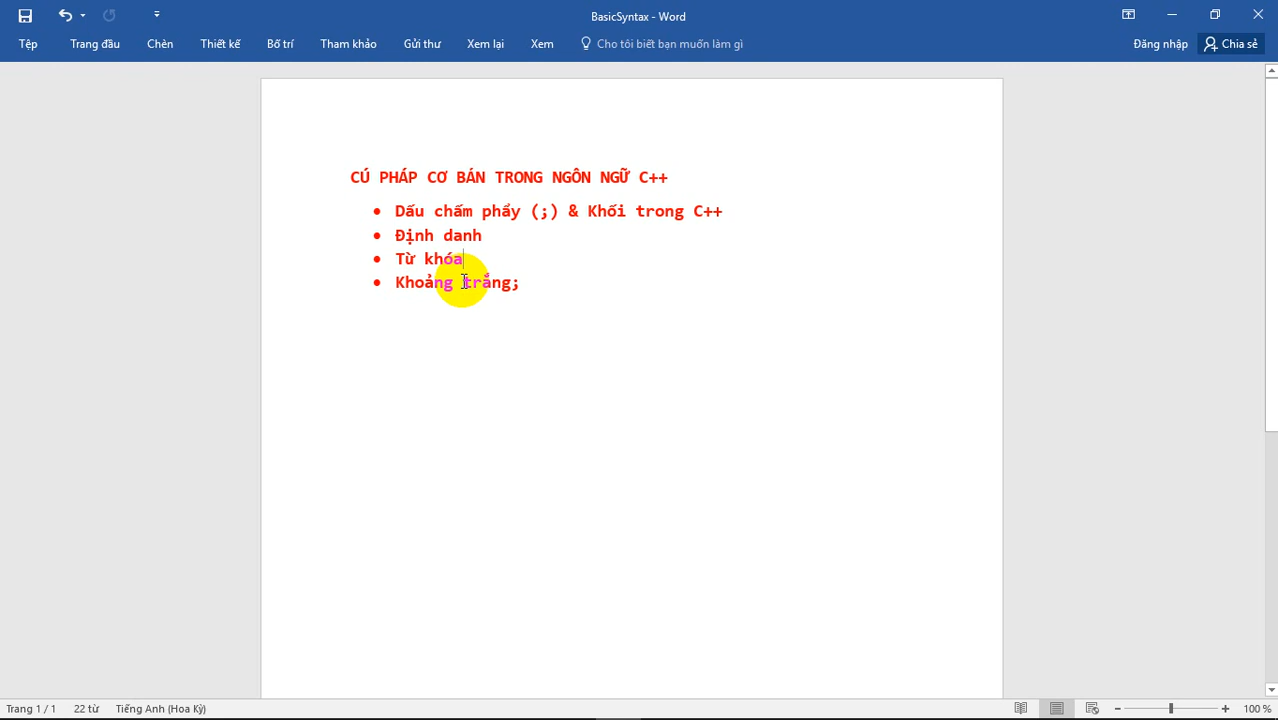 BasicSyntax - Word
Tệp Trang đầu Chèn Thiết kế Bố trí Tham khảo Gửi thư Xem lại Xem Cho tôi biết bạn muốn làm gì Đăng nhập Chia sẻ
CÚ PHÁP CƠ BẢN TRONG NGÔN NGỮ C++
• Dấu chấm phẩy (;) & Khối trong C++
• Định danh
• Từ khóa
• Khoảng trắng;
Trang 1 / 1 22 từ Tiếng Anh (Hoa Kỳ) 100 %